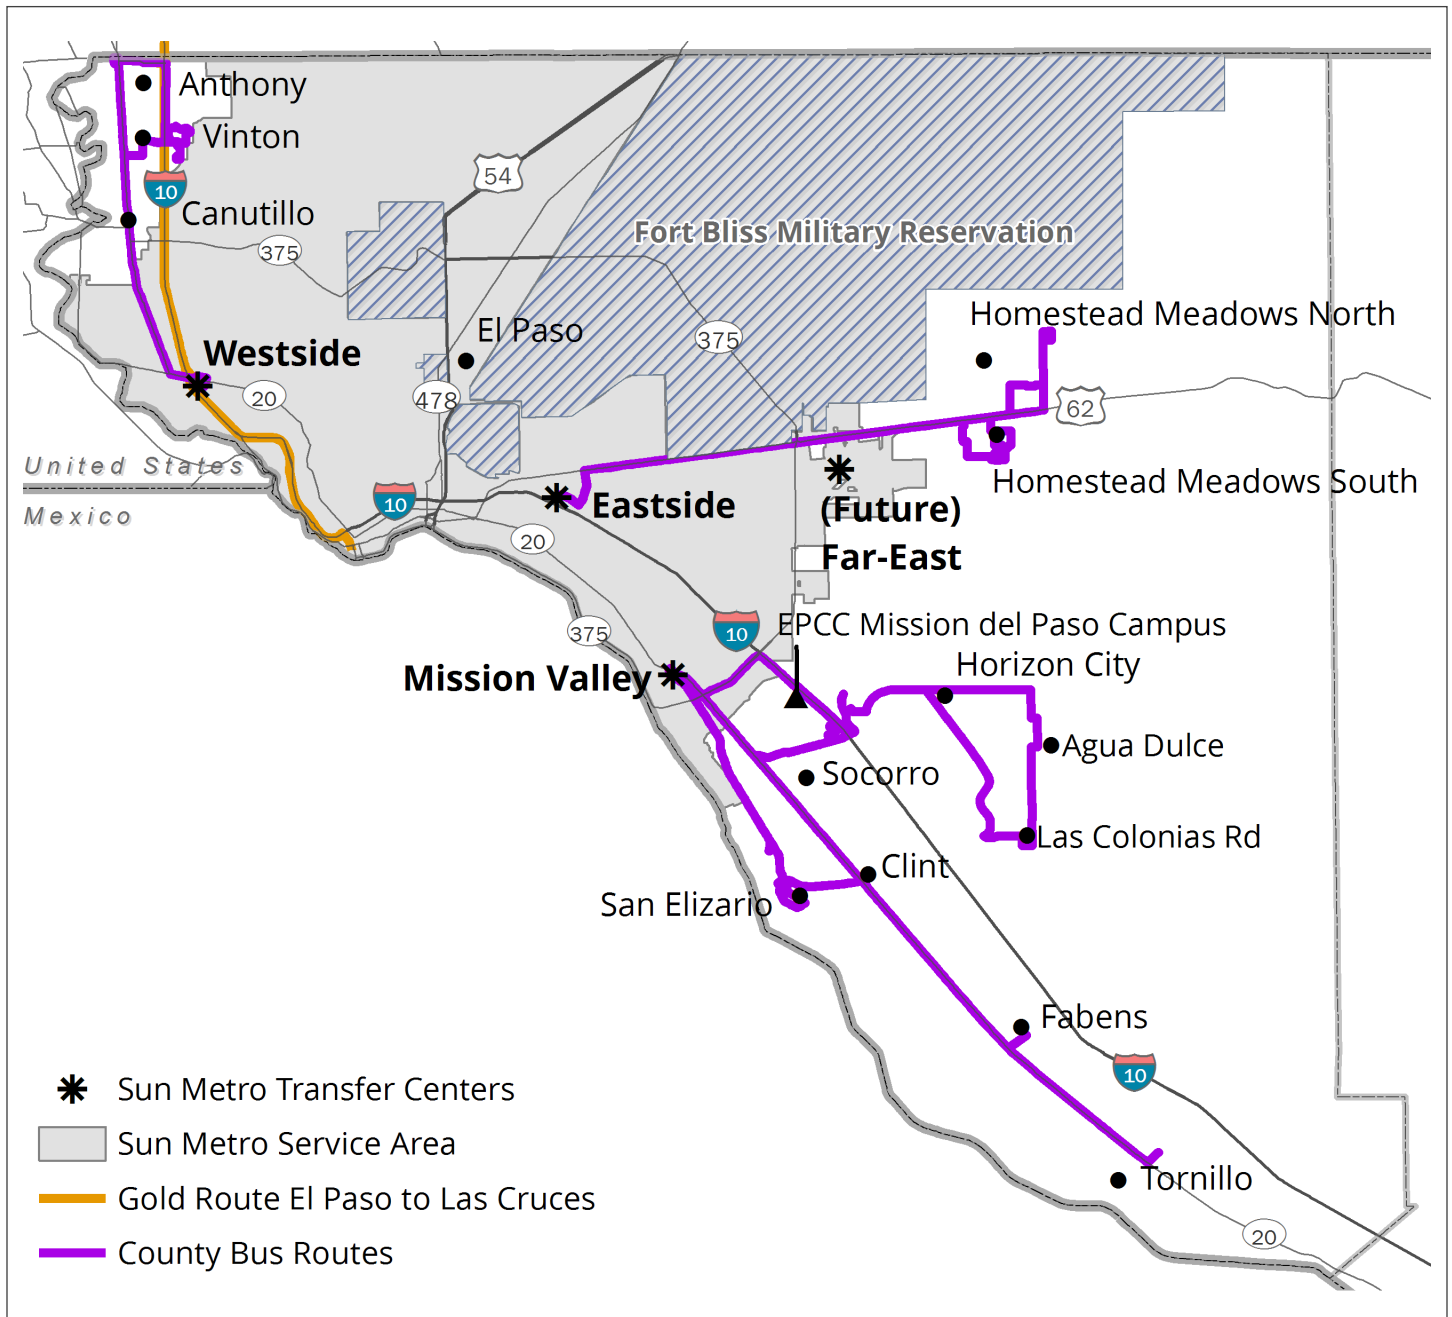 Anthony
Vinton
54
10
Canutillo
Fort Bliss Military Reservation
375
Homestead Meadows North
El Paso
375
Westside
20
478
62
United States
Homestead Meadows South
10
Eastside
(Future)
Far-East
Mexico
20
375
10
EPCC Mission del Paso Campus
Horizon City
Mission Valley
Agua Dulce
Socorro
Las Colonias Rd
Clint
San Elizario
Fabens
10
Sun Metro Transfer Centers
Sun Metro Service Area
Tornillo
Gold Route El Paso to Las Cruces
20
County Bus Routes